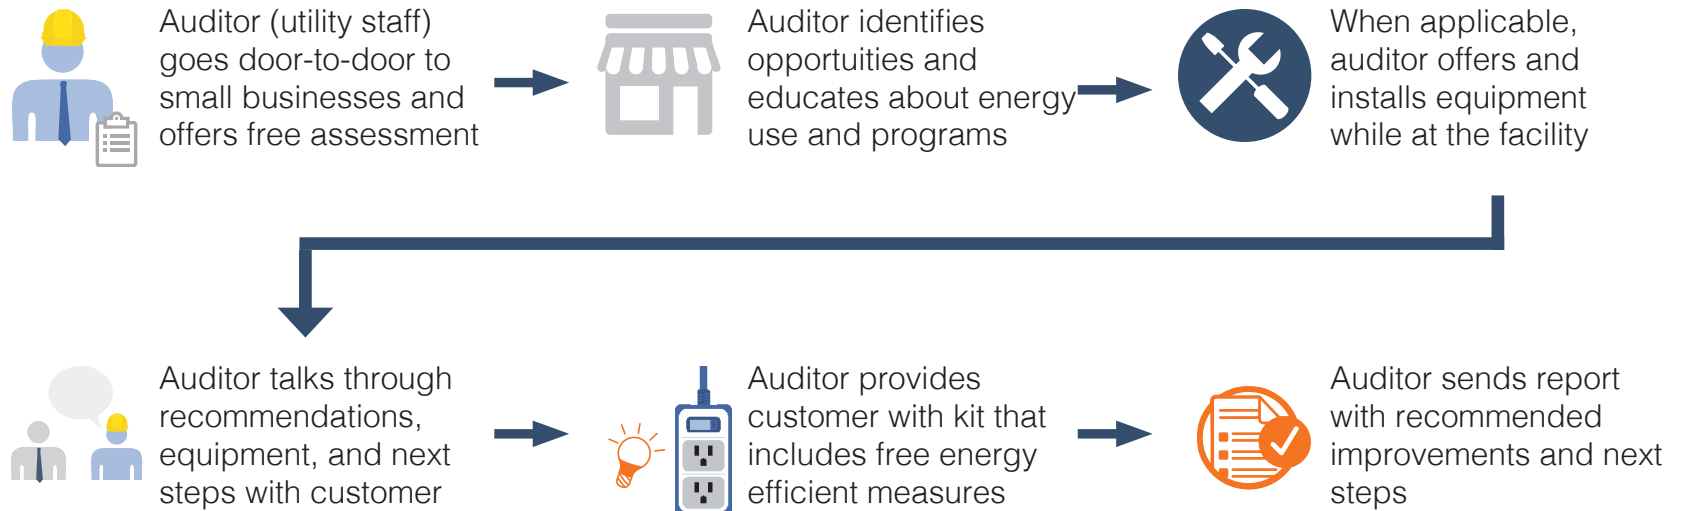 Auditor (utility staff)
goes door-to-door to
small businesses and
offers free assessment
Auditor identifies
opportuities and
educates about energy
use and programs
When applicable,
auditor offers and
installs equipment
while at the facility
Auditor talks through
recommendations,
equipment, and next
steps with customer
Auditor provides
customer with kit that
includes free energy
efficient measures
Auditor sends report
with recommended
improvements and next
steps